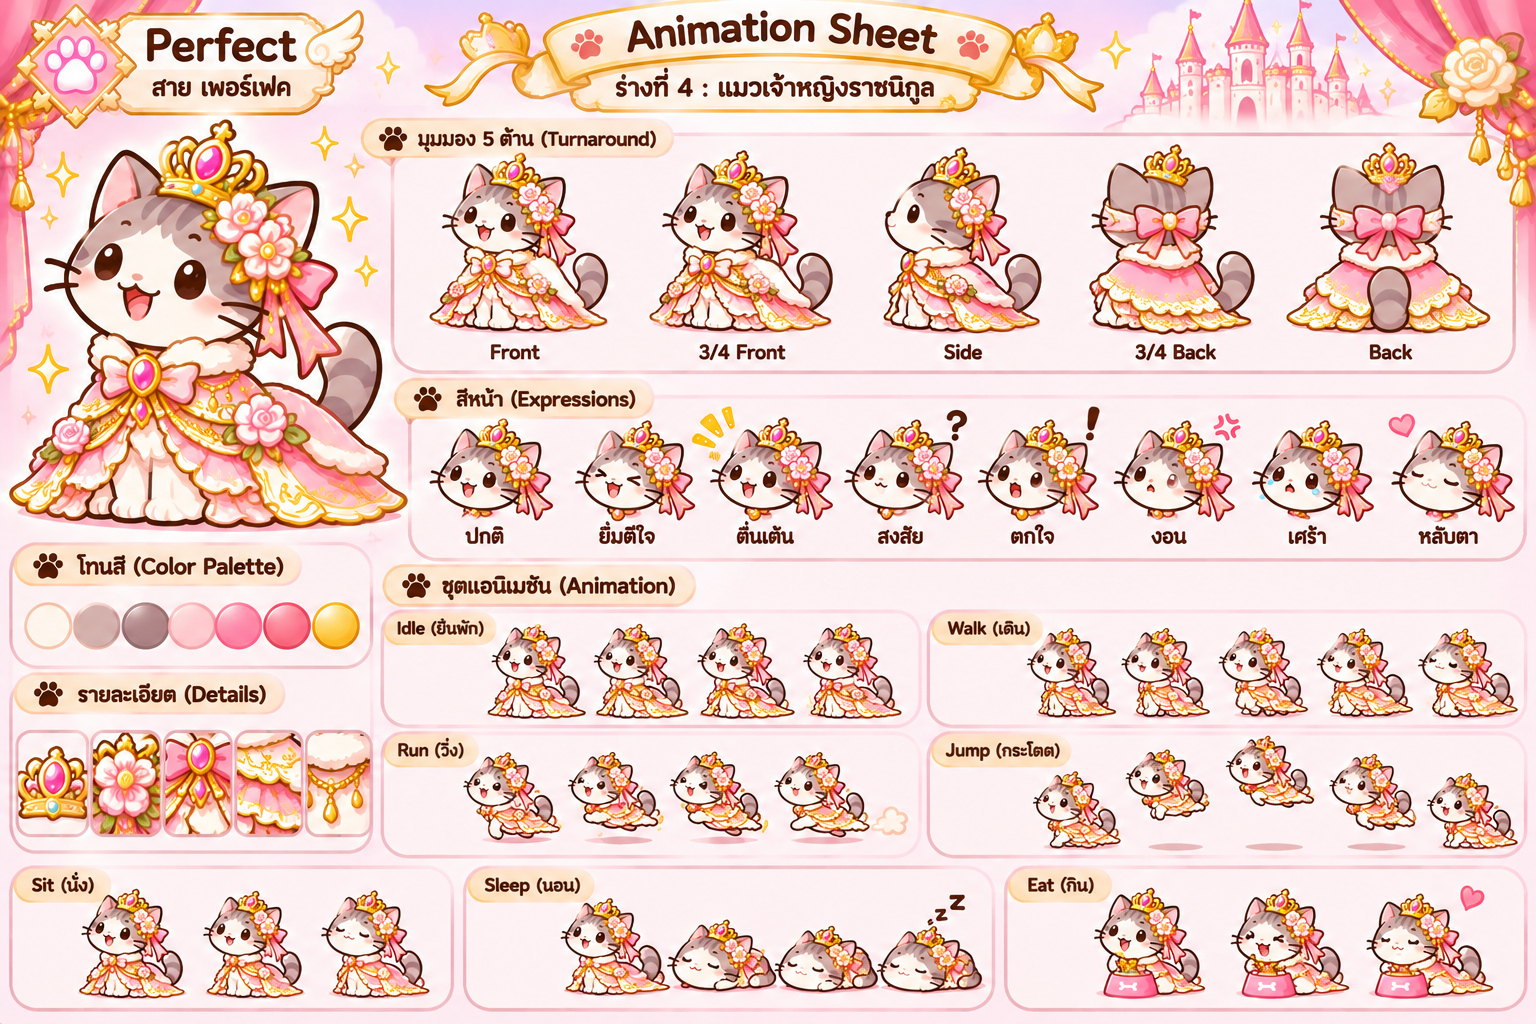 Perfect
สาย เพอร์เฟค
Animation Sheet
ร่างที่ 4 : แมวเจ้าหญิงราชนิกูล
มุมมอง 5 ด้าน (Turnaround)
Front
3/4 Front
Side
3/4 Back
Back
สีหน้า (Expressions)
?
!
ปกติ
ยิ้มตีใจ
ตื่นเต้น
สงสัย
ตกใจ
งอน
เศร้า
หลับตา
โทนสี (Color Palette)
รายละเอียด (Details)
ชุดแอนิเมชัน (Animation)
Idle (ยืนพัก)
Walk (เดิน)
Run (วิ่ง)
Jump (กระโดด)
Sit (นั่ง)
Sleep (นอน)
z z Z
Eat (กิน)